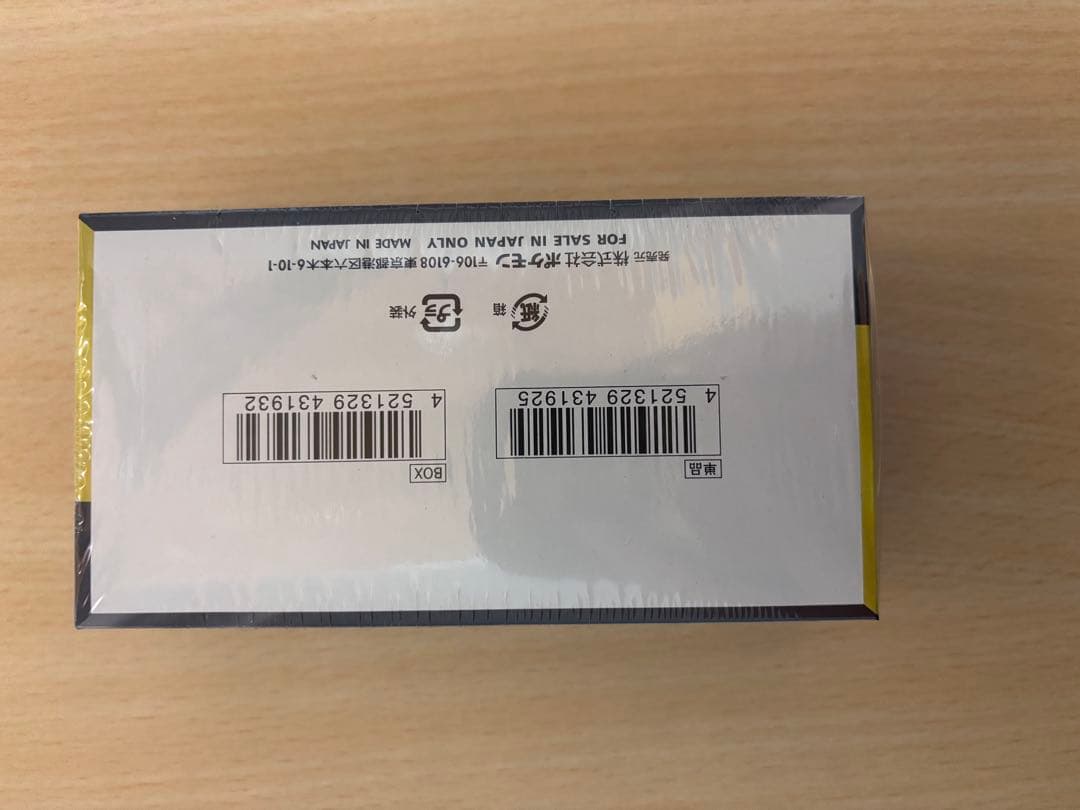 単品
4 521329 431925
BOX
4 521329 431932
紙 箱
プラ 外装
発売元 株式会社ポケモン 〒106-6108 東京都港区六本木6-10-1
FOR SALE IN JAPAN ONLY MADE IN JAPAN